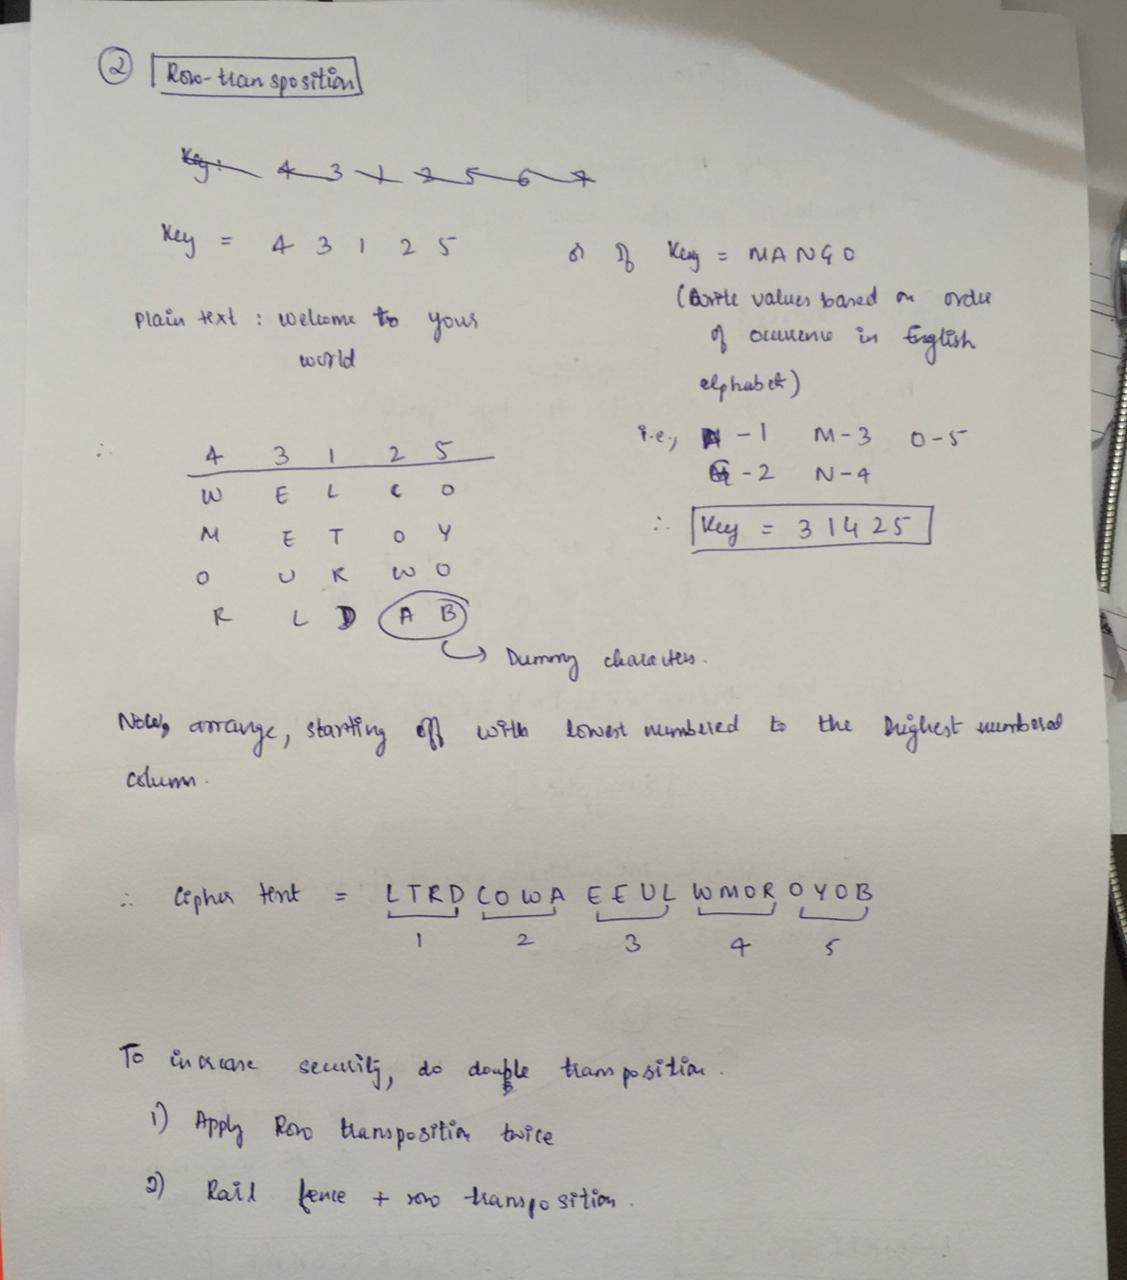 ② Row-transposition
Key: 4 3 1 2 5 6 7
Key = 4 3 1 2 5
Plain text : welcome to your
world
or If Key = MANGO
(Write values based on order
of occurence in English
alphabet)
i.e., A - 1 M - 3 O - 5
G - 2 N - 4
∴ Key = 3 1 4 2 5
∴ 4 3 1 2 5
W E L C O
M E T O Y
O U R W O
R L D A B
→ Dummy characters.
Now, arrange, starting off with lowest numbered to the highest numbered
column.
∴ Cipher text = LTRD COWA EEUL WMOR OYOB
1 2 3 4 5
To increase security, do double transposition.
1) Apply Row transposition twice
2) Rail fence + row transposition.